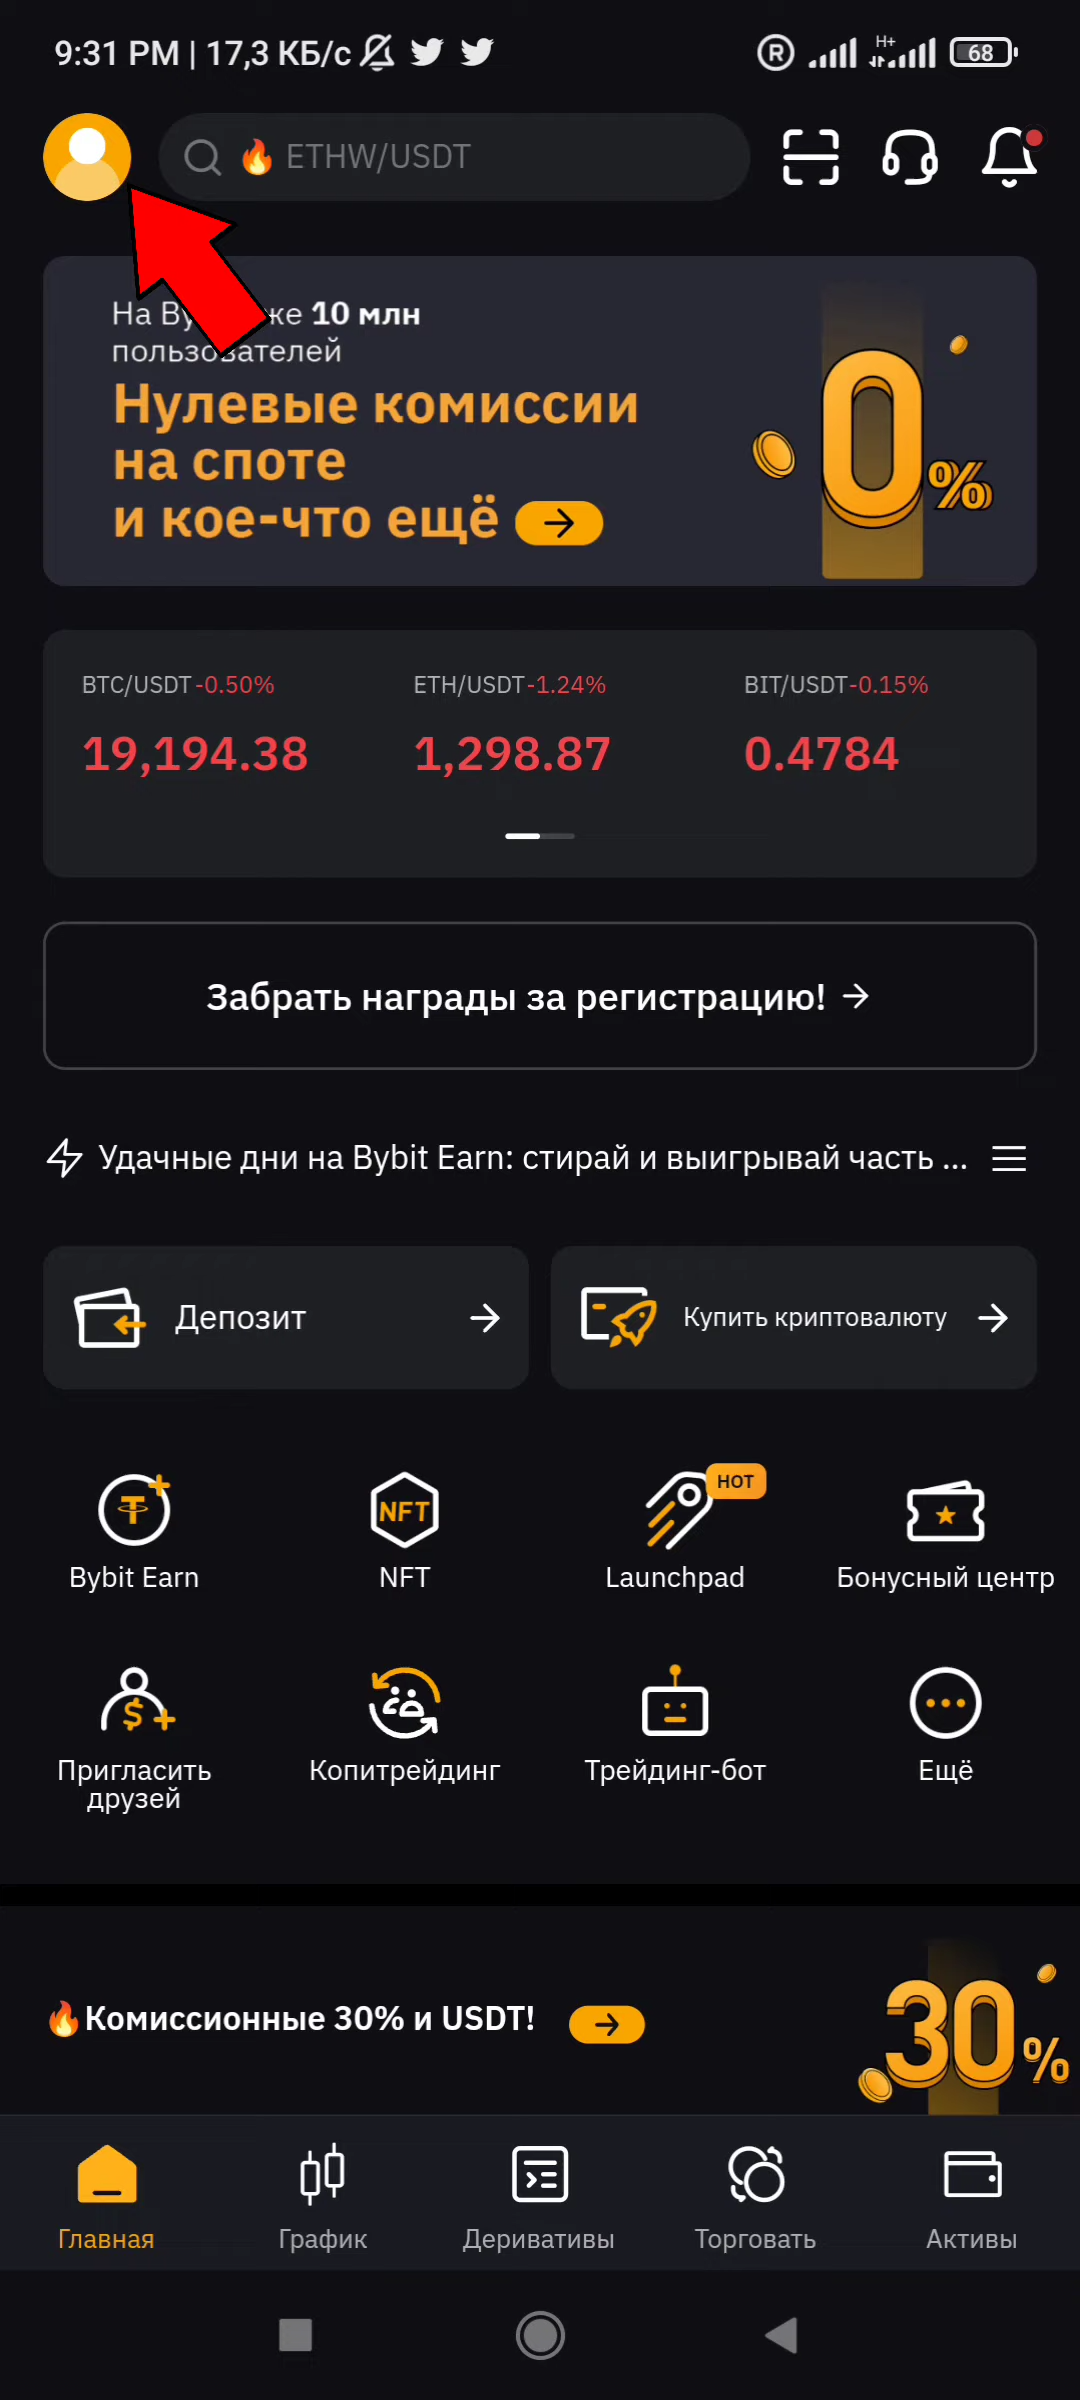 9:31 PM | 17,3 КБ/с
R
H+
68
ETHW/USDT
На же 10 млн
пользователей
Нулевые комиссии
на споте
и кое-что ещё
0%
BTC/USDT -0.50%
ETH/USDT -1.24%
BIT/USDT -0.15%
19,194.38
1,298.87
0.4784
Забрать награды за регистрацию!
Удачные дни на Bybit Earn: стирай и выигрывай часть ...
Депозит
Купить криптовалюту
NFT
HOT
Bybit Earn
NFT
Launchpad
Бонусный центр
Пригласить
друзей
Копитрейдинг
Трейдинг-бот
Ещё
Комиссионные 30% и USDT!
30%
Главная
График
Деривативы
Торговать
Активы